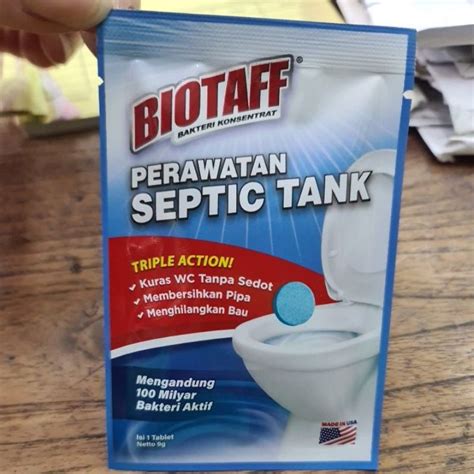 BIOTAFF®
BAKTERI KONSENTRAT
PERAWATAN
SEPTIC TANK
TRIPLE ACTION!
Kuras WC Tanpa Sedot
Membersihkan Pipa
Menghilangkan Bau
Mengandung
100 Milyar
Bakteri Aktif
Isi 1 Tablet
Netto 9g
MADE IN USA